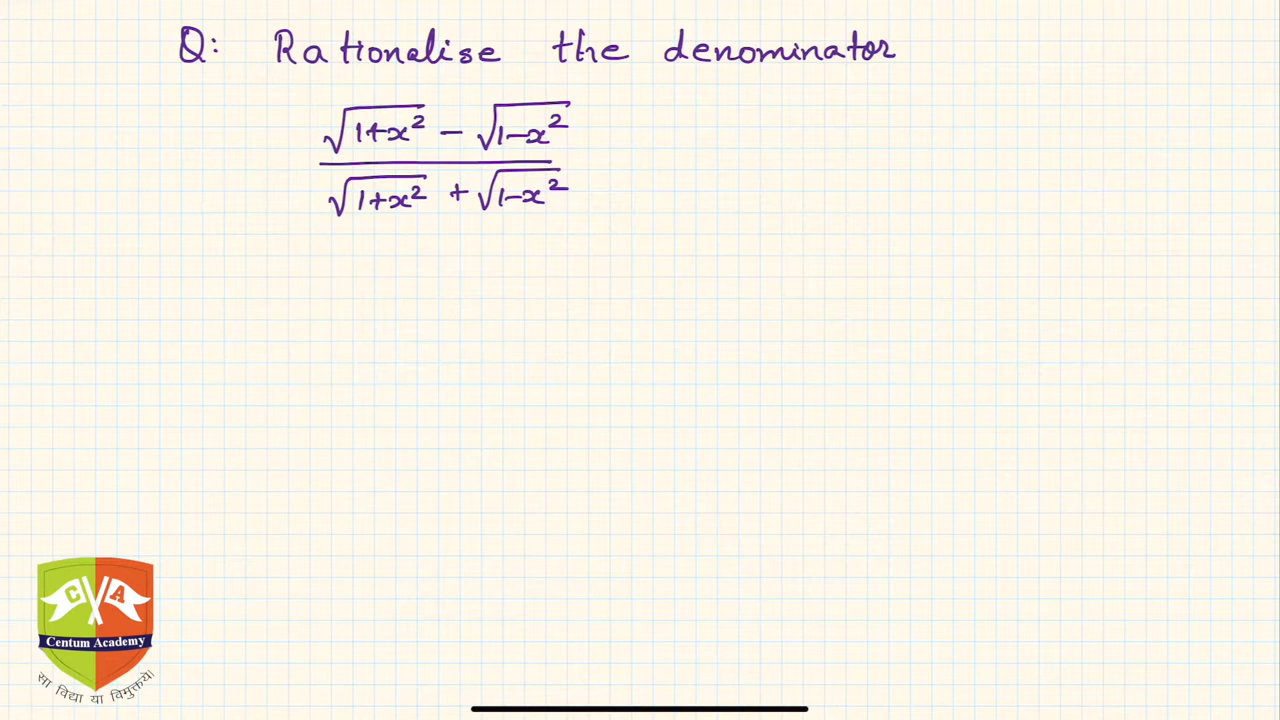 Q: Rationalise the denominator
√(1+x²) - √(1-x²)
√(1+x²) + √(1-x²)
C A
Centum Academy
सा विद्या या विमुक्तये।